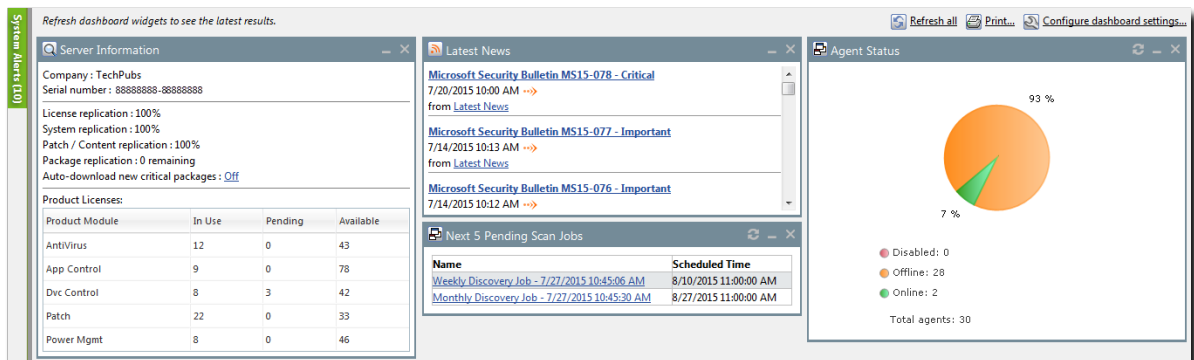 System Alerts (10)
Refresh dashboard widgets to see the latest results.
Refresh all Print... Configure dashboard settings...
Server Information
Company : TechPubs
Serial number : 88888888-88888888
License replication : 100%
System replication : 100%
Patch / Content replication : 100%
Package replication : 0 remaining
Auto-download new critical packages : Off
Product Licenses:
Product Module In Use Pending Available
AntiVirus 12 0 43
App Control 9 0 78
Dvc Control 8 3 42
Patch 22 0 33
Power Mgmt 8 0 46
Latest News
Microsoft Security Bulletin MS15-078 - Critical
7/20/2015 10:00 AM
from Latest News
Microsoft Security Bulletin MS15-077 - Important
7/14/2015 10:13 AM
from Latest News
Microsoft Security Bulletin MS15-076 - Important
7/14/2015 10:12 AM
Next 5 Pending Scan Jobs
Name Scheduled Time
Weekly Discovery Job - 7/27/2015 10:45:06 AM 8/10/2015 11:00:00 AM
Monthly Discovery Job - 7/27/2015 10:45:30 AM 8/27/2015 11:00:00 AM
Agent Status
93 %
7 %
Disabled: 0
Offline: 28
Online: 2
Total agents: 30